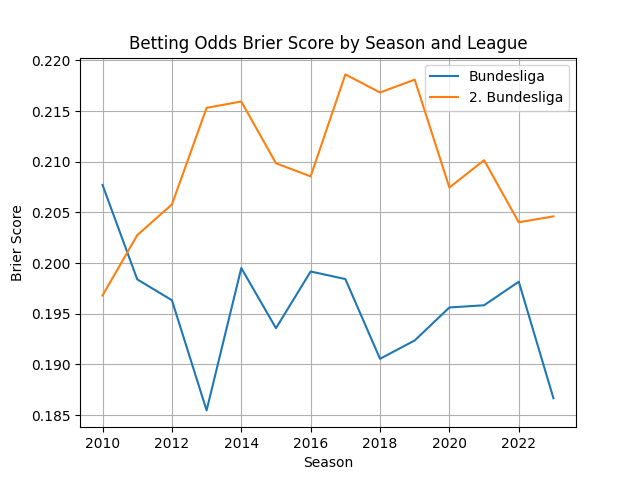 Betting Odds Brier Score by Season and League
Bundesliga
2. Bundesliga
Brier Score
0.220
0.215
0.210
0.205
0.200
0.195
0.190
0.185
2010 2012 2014 2016 2018 2020 2022
Season